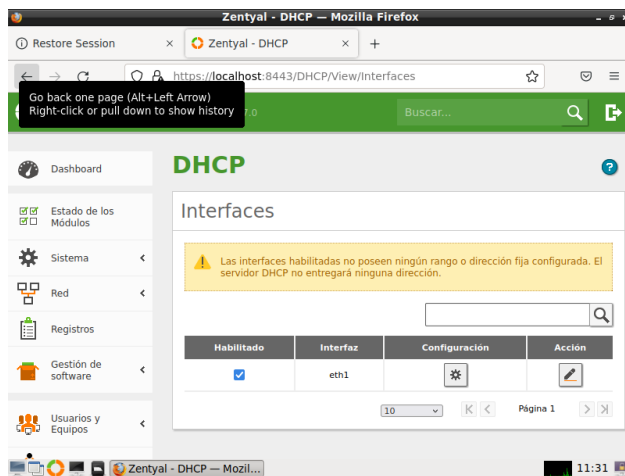 Zentyal - DHCP — Mozilla Firefox
Restore Session
Zentyal - DHCP
https://localhost:8443/DHCP/View/Interfaces
Go back one page (Alt+Left Arrow)
Right-click or pull down to show history
7.0
Buscar...
Dashboard
Estado de los
Módulos
Sistema
Red
Registros
Gestión de
software
Usuarios y
Equipos
DHCP
Interfaces
Las interfaces habilitadas no poseen ningún rango o dirección fija configurada. El
servidor DHCP no entregará ninguna dirección.
Habilitado Interfaz Configuración Acción
eth1
10
Página 1
Zentyal - DHCP — Mozil...
11:31